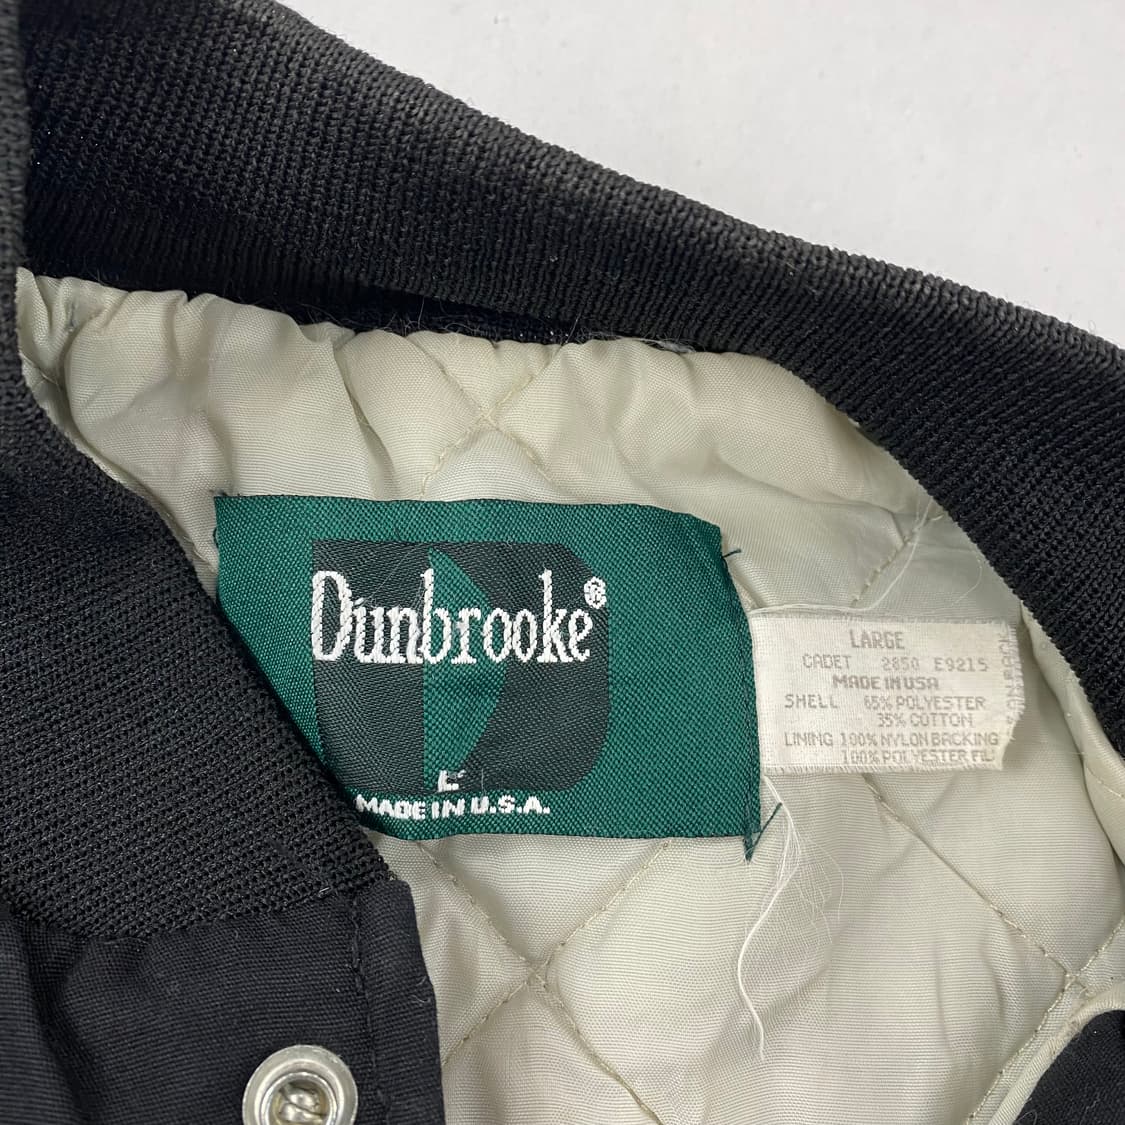 Dunbrooke®
L
MADE IN U.S.A.
LARGE
CADET 2850 E9215
MADE IN USA
SHELL 65% POLYESTER
35% COTTON
LINING 100% NYLON BACKING
100% POLYESTER FIL